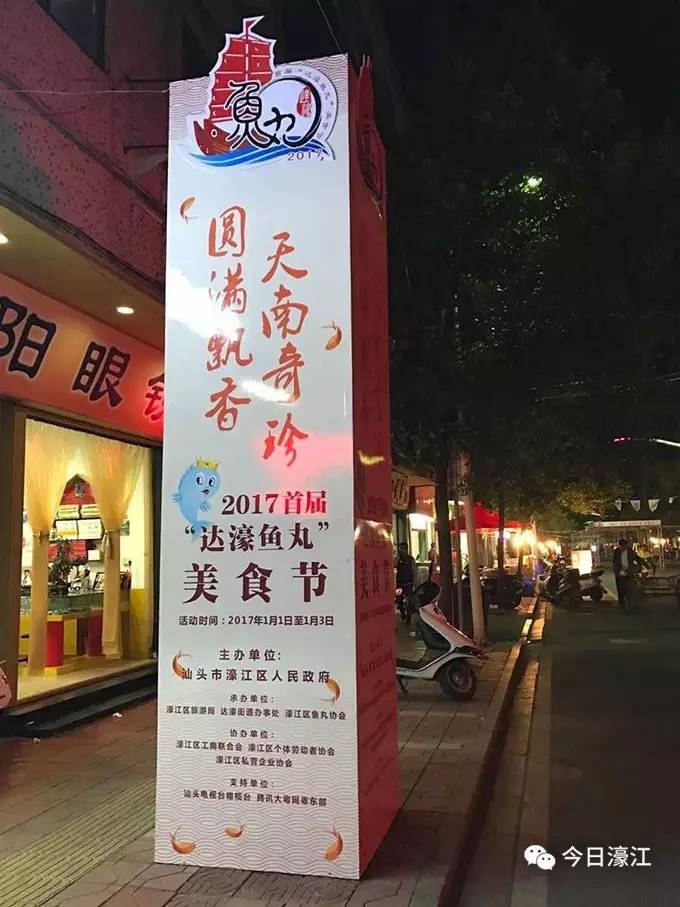 魚丸
2017
天南奇珍
圆满飘香
2017首届
“达濠鱼丸”
美食节
活动时间：2017年1月1日至1月3日
主办单位：
汕头市濠江区人民政府
承办单位：
濠江区旅游局 达濠街道办事处 濠江区鱼丸协会
协办单位：
濠江区工商联合会 濠江区个体劳动者协会
濠江区私营企业协会
支持单位：
汕头电视台橄榄台 腾讯大粤网粤东部
阳眼镜
今日濠江